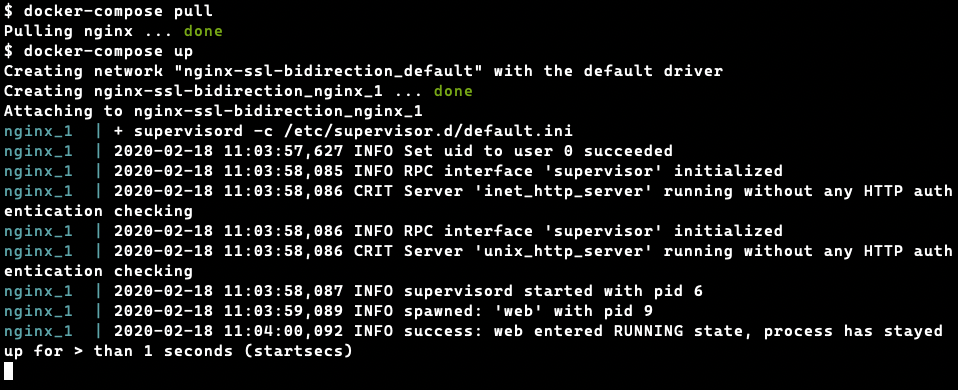 $ docker-compose pull
Pulling nginx ... done
$ docker-compose up
Creating network "nginx-ssl-bidirection_default" with the default driver
Creating nginx-ssl-bidirection_nginx_1 ... done
Attaching to nginx-ssl-bidirection_nginx_1
nginx_1  | + supervisord -c /etc/supervisor.d/default.ini
nginx_1  | 2020-02-18 11:03:57,627 INFO Set uid to user 0 succeeded
nginx_1  | 2020-02-18 11:03:58,085 INFO RPC interface 'supervisor' initialized
nginx_1  | 2020-02-18 11:03:58,086 CRIT Server 'inet_http_server' running without any HTTP auth
entication checking
nginx_1  | 2020-02-18 11:03:58,086 INFO RPC interface 'supervisor' initialized
nginx_1  | 2020-02-18 11:03:58,086 CRIT Server 'unix_http_server' running without any HTTP auth
entication checking
nginx_1  | 2020-02-18 11:03:58,087 INFO supervisord started with pid 6
nginx_1  | 2020-02-18 11:03:59,089 INFO spawned: 'web' with pid 9
nginx_1  | 2020-02-18 11:04:00,092 INFO success: web entered RUNNING state, process has stayed
up for > than 1 seconds (startsecs)